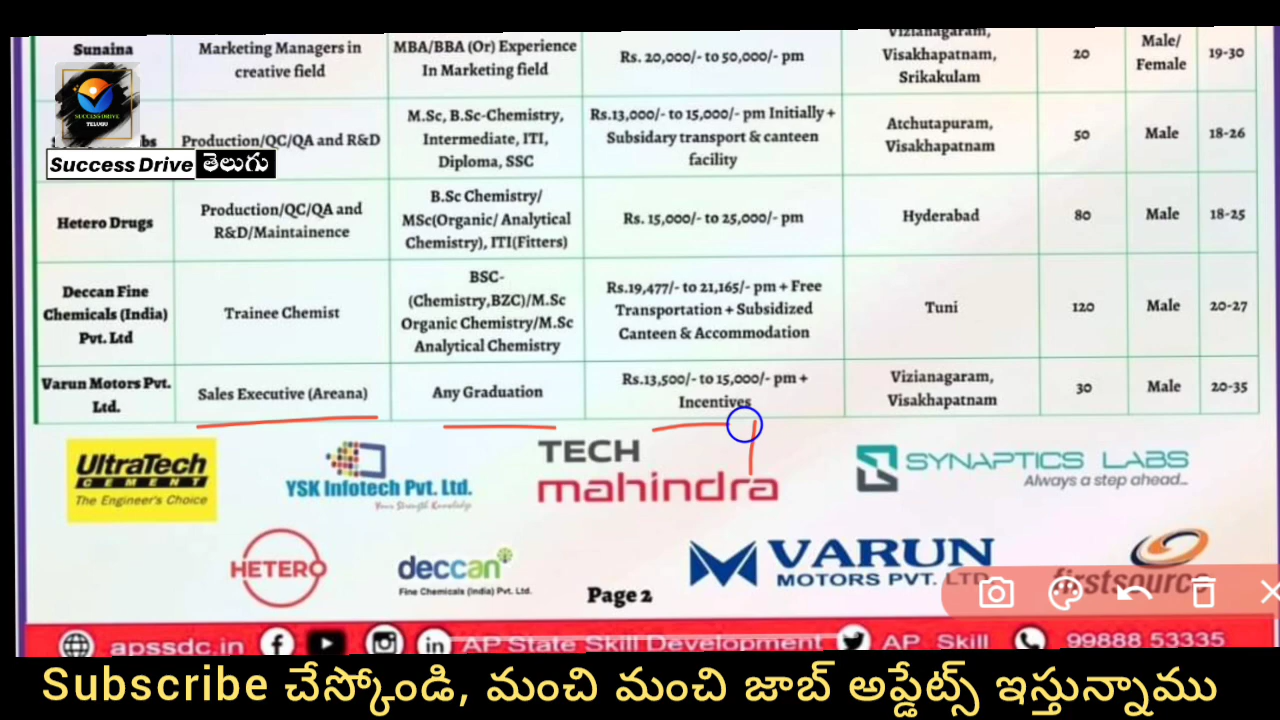 Sunaina
Marketing Managers in
creative field
MBA/BBA (Or) Experience
In Marketing field
Rs. 20,000/- to 50,000/- pm
Vizianagaram,
Visakhapatnam,
Srikakulam
20
Male/
Female
19-30
SUCCESS DRIVE
TELUGU
Success Drive తెలుగు
Production/QC/QA and R&D
M.Sc, B.Sc-Chemistry,
Intermediate, ITI,
Diploma, SSC
Rs.13,000/- to 15,000/- pm Initially +
Subsidary transport & canteen
facility
Atchutapuram,
Visakhapatnam
50
Male
18-26
Hetero Drugs
Production/QC/QA and
R&D/Maintainence
B.Sc Chemistry/
MSc(Organic/ Analytical
Chemistry), ITI(Fitters)
Rs. 15,000/- to 25,000/- pm
Hyderabad
80
Male
18-25
Deccan Fine
Chemicals (India)
Pvt. Ltd
Trainee Chemist
BSC-
(Chemistry,BZC)/M.Sc
Organic Chemistry/M.Sc
Analytical Chemistry
Rs.19,477/- to 21,165/- pm + Free
Transportation + Subsidized
Canteen & Accommodation
Tuni
120
Male
20-27
Varun Motors Pvt.
Ltd.
Sales Executive (Areana)
Any Graduation
Rs.13,500/- to 15,000/- pm +
Incentives
Vizianagaram,
Visakhapatnam
30
Male
20-35
UltraTech
CEMENT
The Engineer's Choice
YSK Infotech Pvt. Ltd.
Your Strength Knowledge
TECH
mahindra
SYNAPTICS LABS
Always a step ahead...
HETERO
deccan
Fine Chemicals (India) Pvt. Ltd.
Page 2
VARUN
MOTORS PVT. LTD
firstsource
apssdc.in
AP State Skill Development
AP_Skill
99888 53335
Subscribe చేస్కోండి, మంచి మంచి జాబ్ అప్డేట్స్ ఇస్తున్నాము